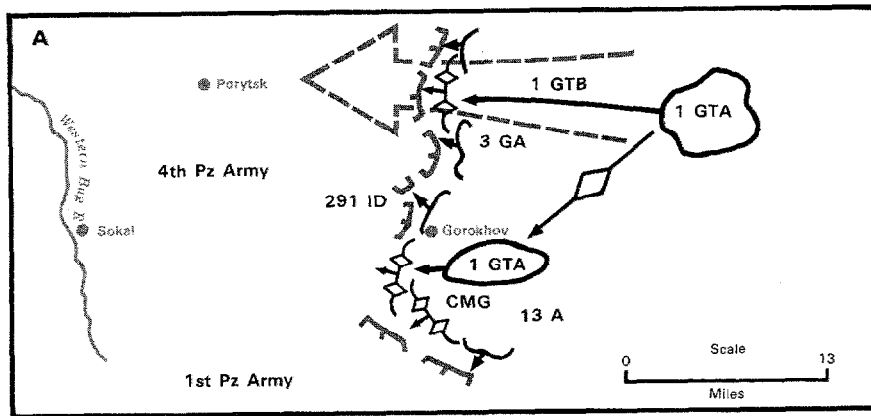 A
Porytsk
1 GTB
1 GTA
3 GA
Western Bug R
4th Pz Army
291 ID
Sokal
Gorokhov
1 GTA
CMG
13 A
0
Scale
13
Miles
1st Pz Army